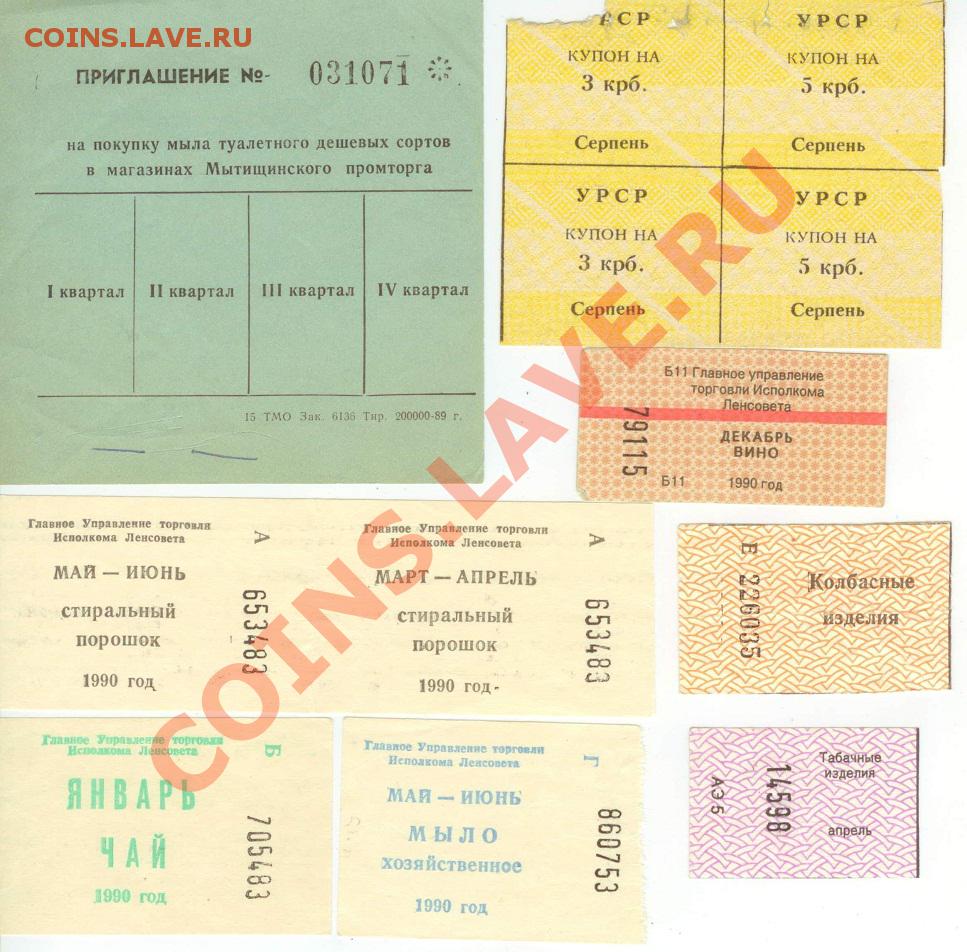 COINS.LAVE.RU
ПРИГЛАШЕНИЕ №- 031071
на покупку мыла туалетного дешевых сортов
в магазинах Мытищинского промторга
I квартал II квартал III квартал IV квартал
15 ТМО Зак. 6136 Тир. 200000-89 г.
УРСР
КУПОН НА
3 крб.
Серпень
УРСР
КУПОН НА
5 крб.
Серпень
УРСР
КУПОН НА
3 крб.
Серпень
УРСР
КУПОН НА
5 крб.
Серпень
Б11 Главное управление
торговли Исполкома
Ленсовета
ДЕКАБРЬ
ВИНО
Б11 1990 год
79115
Главное Управление торговли
Исполкома Ленсовета
МАЙ — ИЮНЬ
стиральный
порошок
1990 год
А
653483
Главное Управление торговли
Исполкома Ленсовета
МАРТ — АПРЕЛЬ
стиральный
порошок
1990 год
А
653483
Е 226035
Колбасные
изделия
Главное Управление торговли
Исполкома Ленсовета
ЯНВАРЬ
ЧАЙ
1990 год
Б
705483
Главное Управление торговли
Исполкома Ленсовета
МАЙ — ИЮНЬ
МЫЛО
хозяйственное
1990 год
Г
860753
Табачные
изделия
апрель
АЭ5
14598
COINS.LAVE.RU